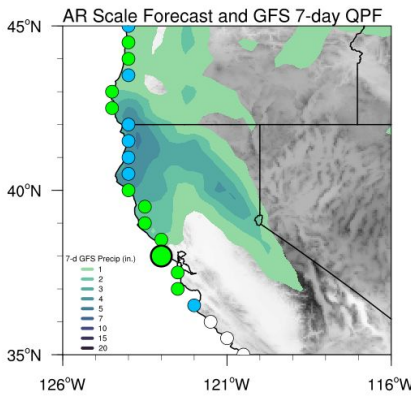 AR Scale Forecast and GFS 7-day QPF
45°N
40°N
7-d GFS Precip (in.)
1
2
3
4
5
7
10
15
20
35°N
126°W
121°W
116°W